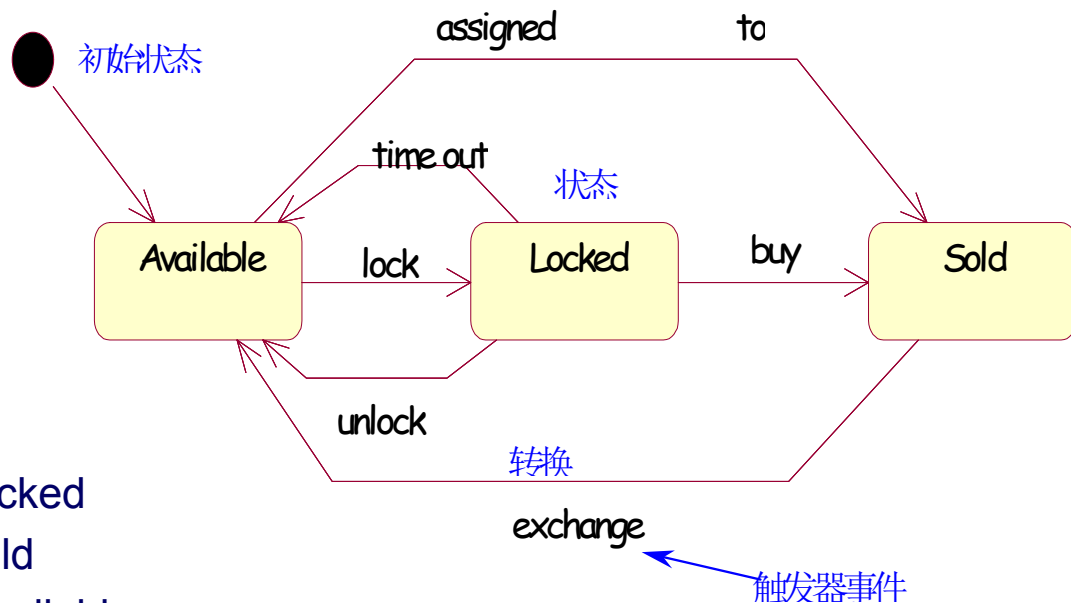 assigned to
初始状态
time out
状态
Available
lock
Locked
buy
Sold
unlock
转换
cked
ld
exchange
触发器事件